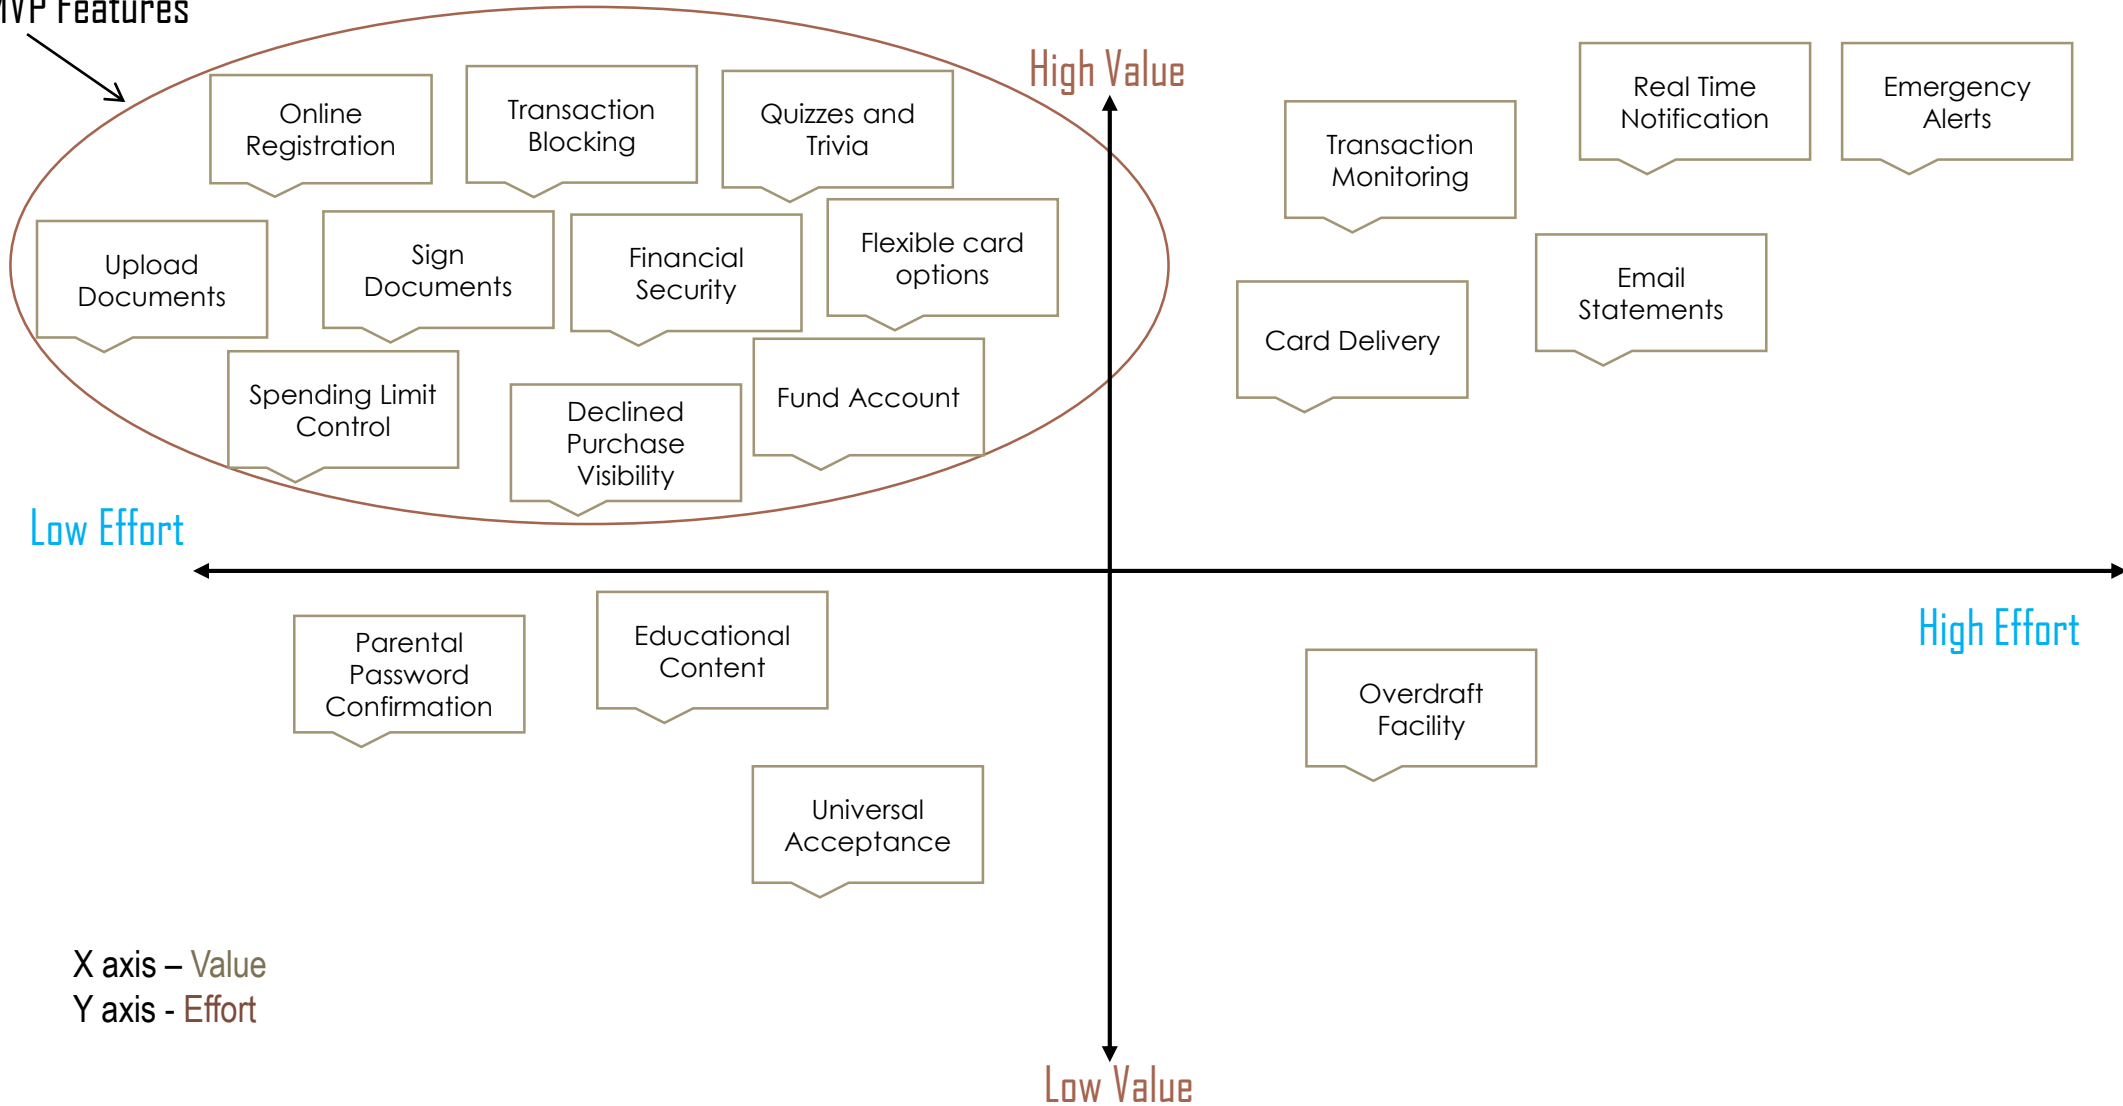 MVP Features
High Value
Online
Registration
Transaction
Blocking
Quizzes and
Trivia
Transaction
Monitoring
Real Time
Notification
Emergency
Alerts
Upload
Documents
Sign
Documents
Financial
Security
Flexible card
options
Card Delivery
Email
Statements
Spending Limit
Control
Declined
Purchase
Visibility
Fund Account
Low Effort
High Effort
Parental
Password
Confirmation
Educational
Content
Overdraft
Facility
Universal
Acceptance
X axis – Value
Y axis - Effort
Low Value